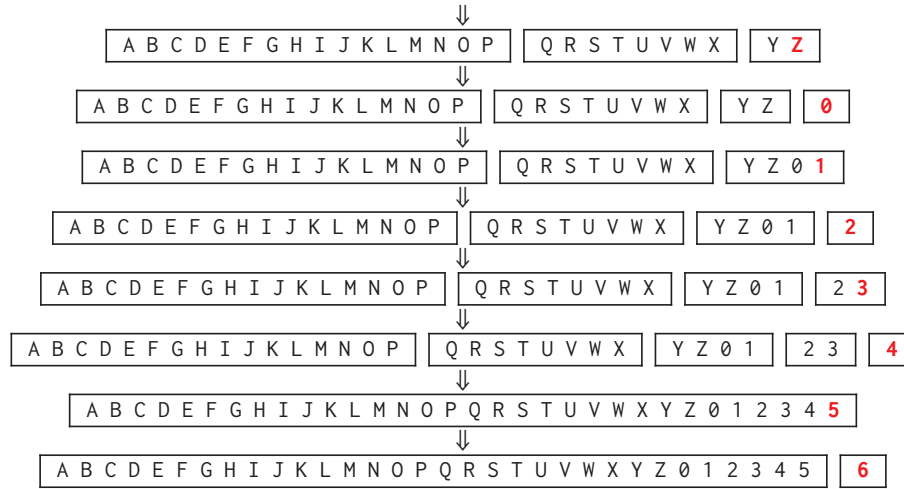 ⇓
A B C D E F G H I J K L M N O P Q R S T U V W X Y Z
⇓
A B C D E F G H I J K L M N O P Q R S T U V W X Y Z 0
⇓
A B C D E F G H I J K L M N O P Q R S T U V W X Y Z 0 1
⇓
A B C D E F G H I J K L M N O P Q R S T U V W X Y Z 0 1 2
⇓
A B C D E F G H I J K L M N O P Q R S T U V W X Y Z 0 1 2 3
⇓
A B C D E F G H I J K L M N O P Q R S T U V W X Y Z 0 1 2 3 4
⇓
A B C D E F G H I J K L M N O P Q R S T U V W X Y Z 0 1 2 3 4 5
⇓
A B C D E F G H I J K L M N O P Q R S T U V W X Y Z 0 1 2 3 4 5 6